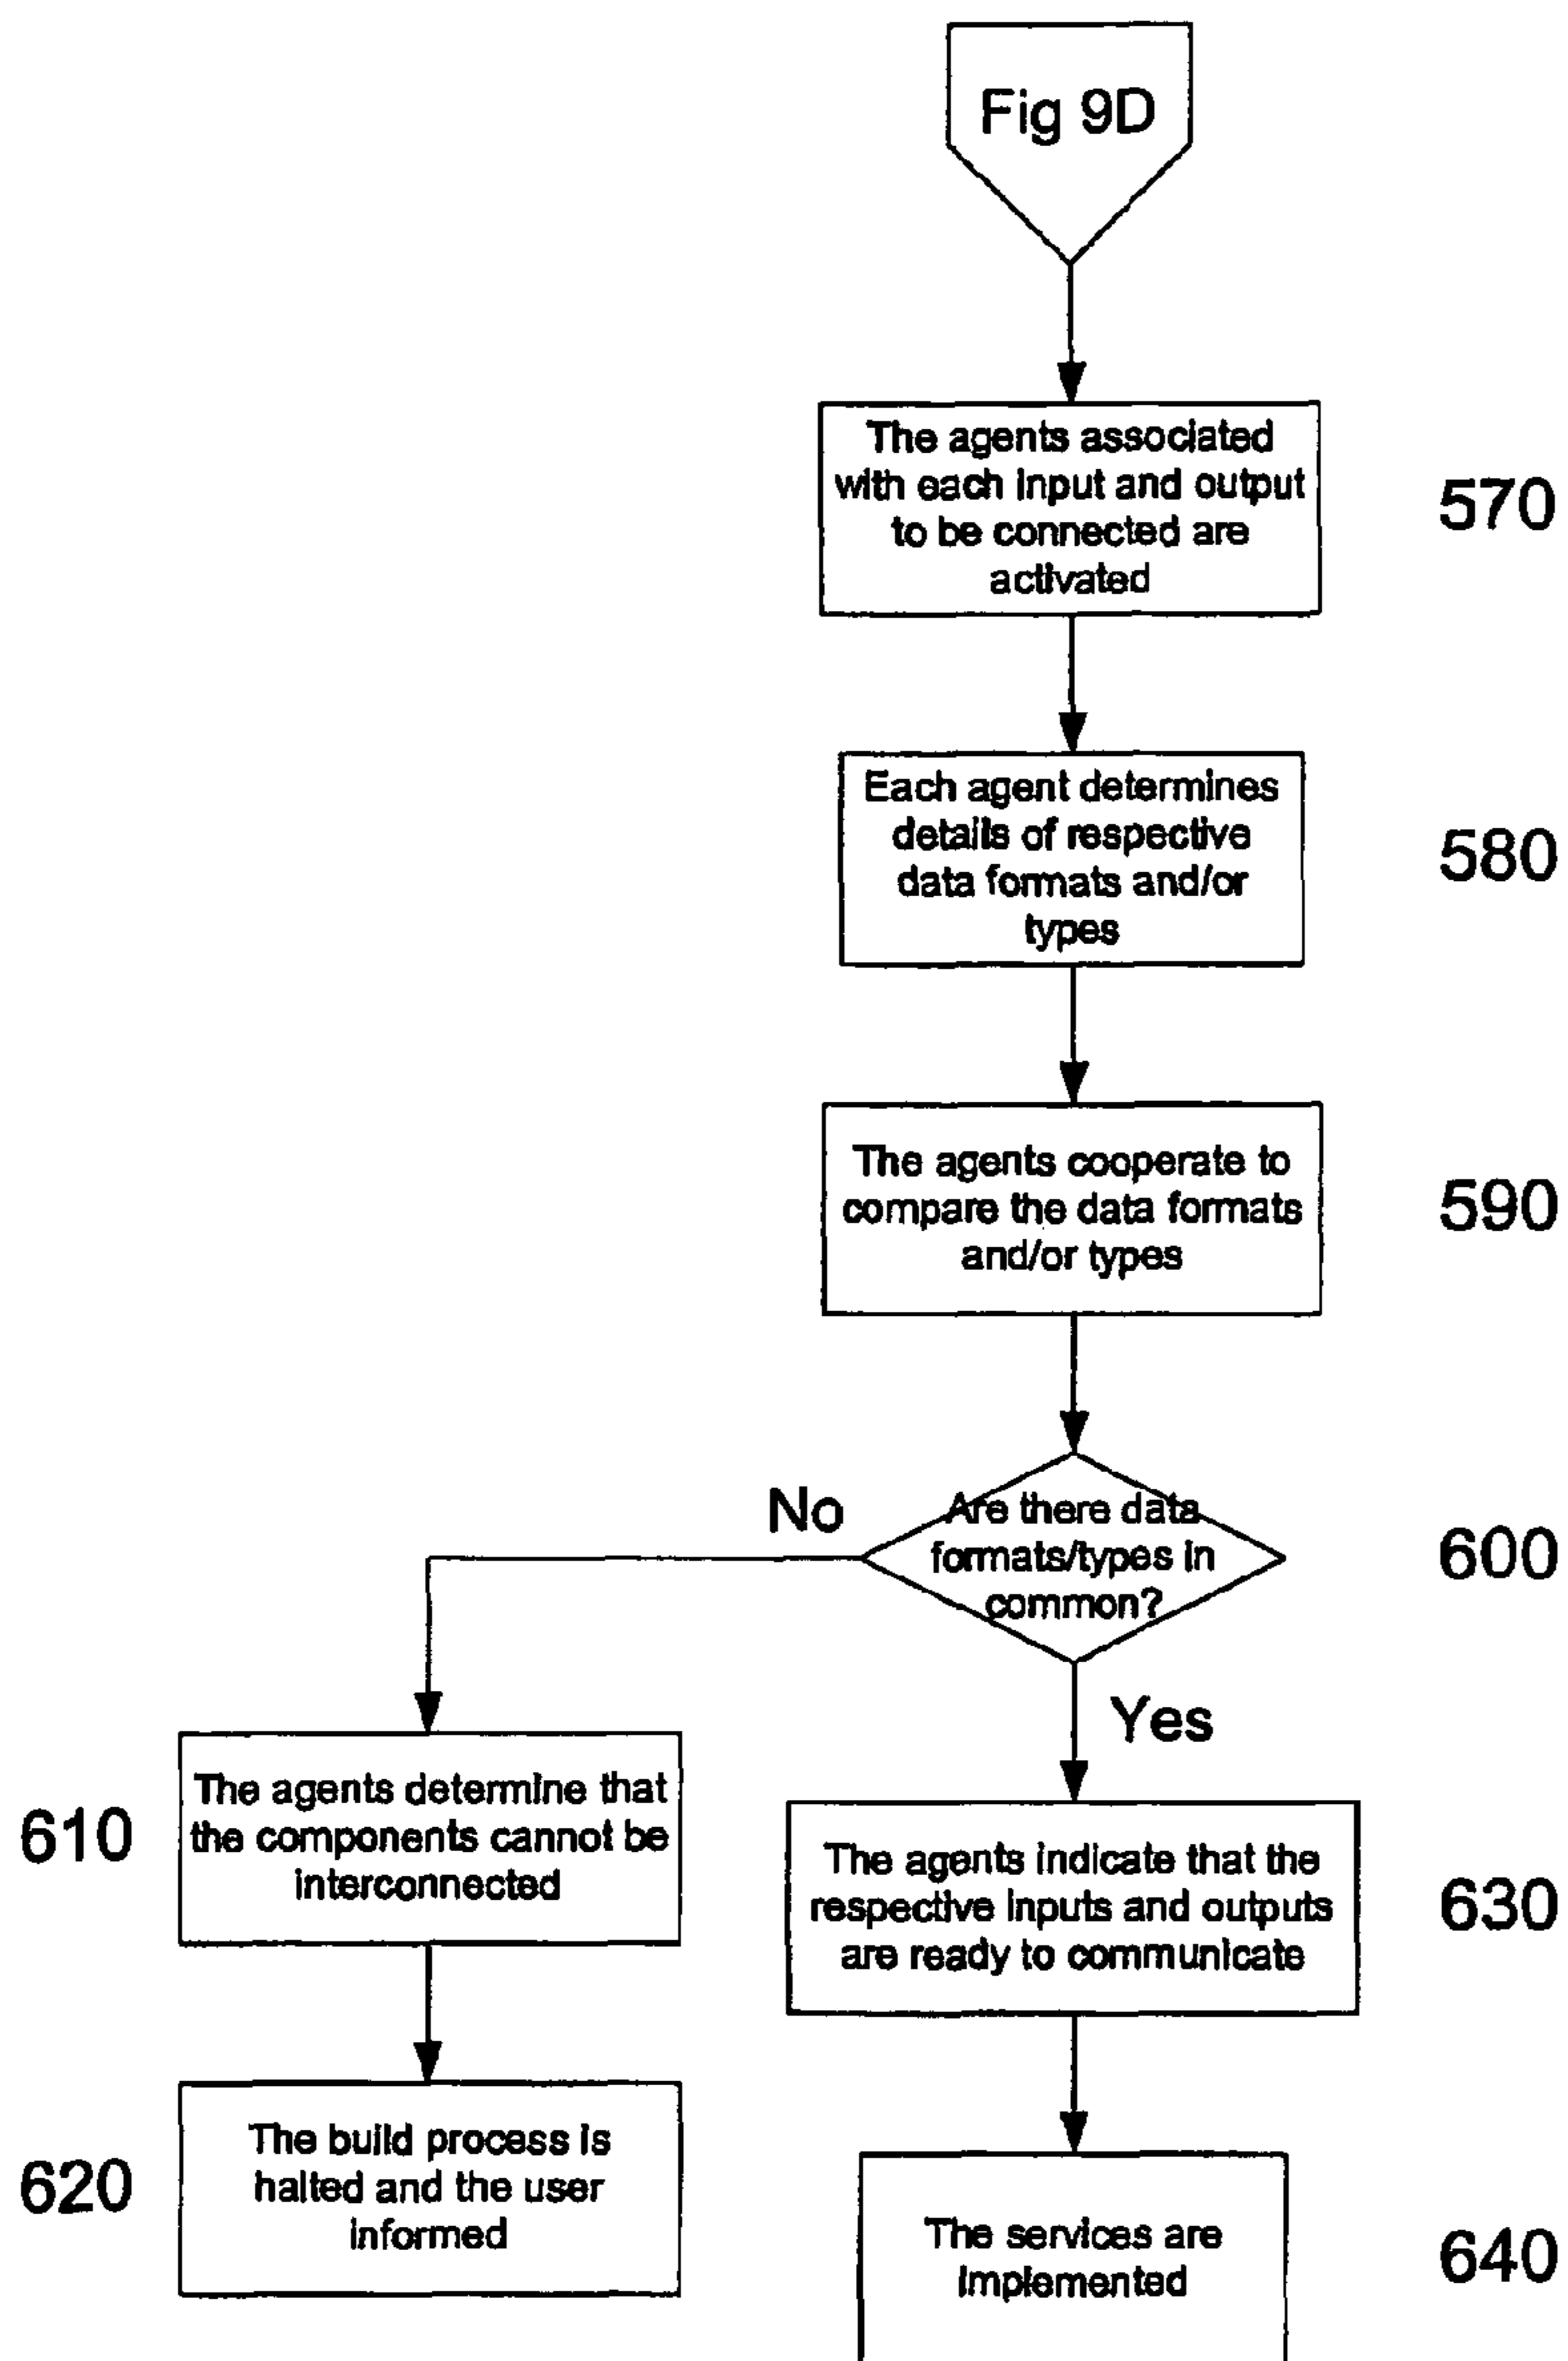 Fig 9D
The agents associated
with each input and output
to be connected are
activated
570
Each agent determines
details of respective
data formats and/or
types
580
The agents cooperate to
compare the data formats
and/or types
590
Are there data
formats/types in
common?
600
No
Yes
610
The agents determine that
the components cannot be
interconnected
The agents indicate that the
respective inputs and outputs
are ready to communicate
630
620
The build process is
halted and the user
informed
The services are
implemented
640